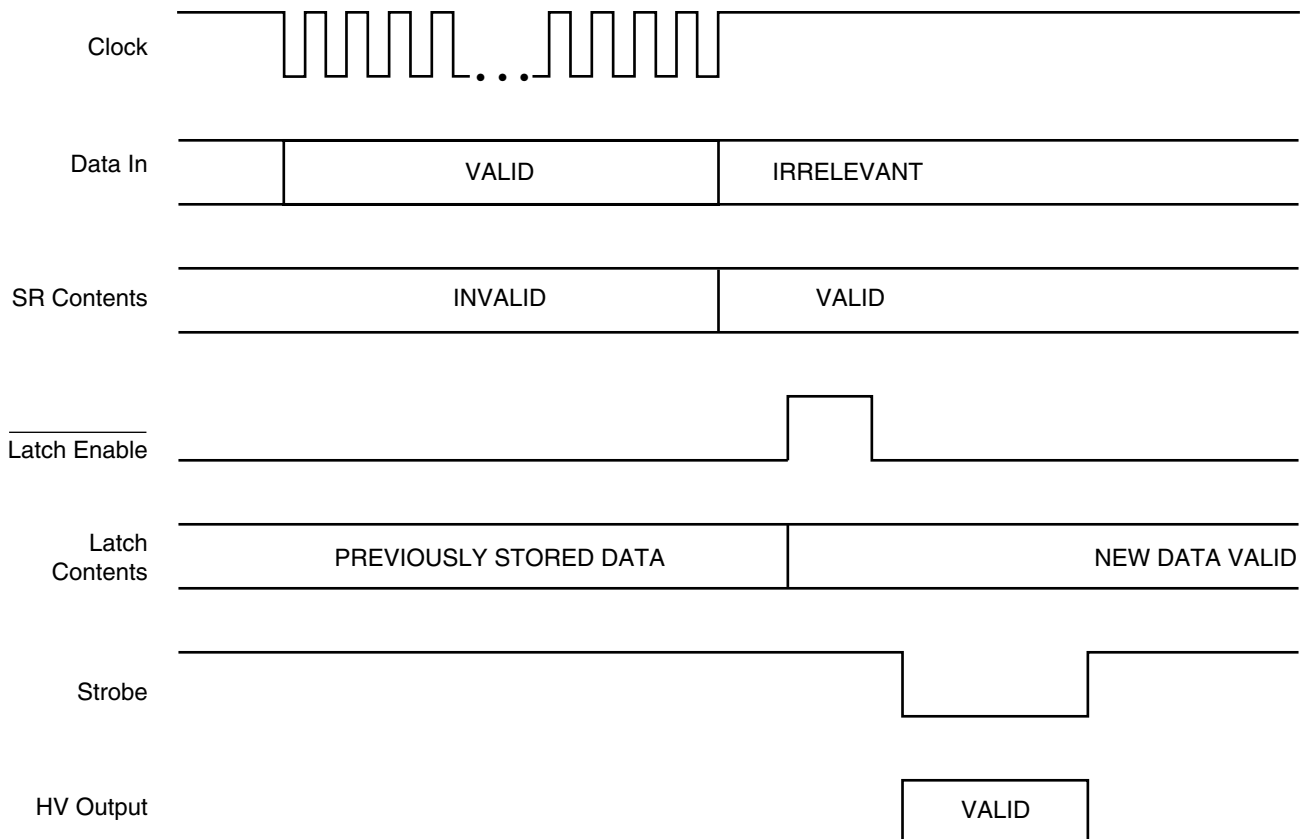 Clock
Data In
VALID
IRRELEVANT
SR Contents
INVALID
VALID
Latch Enable
Latch
Contents
PREVIOUSLY STORED DATA
NEW DATA VALID
Strobe
HV Output
VALID